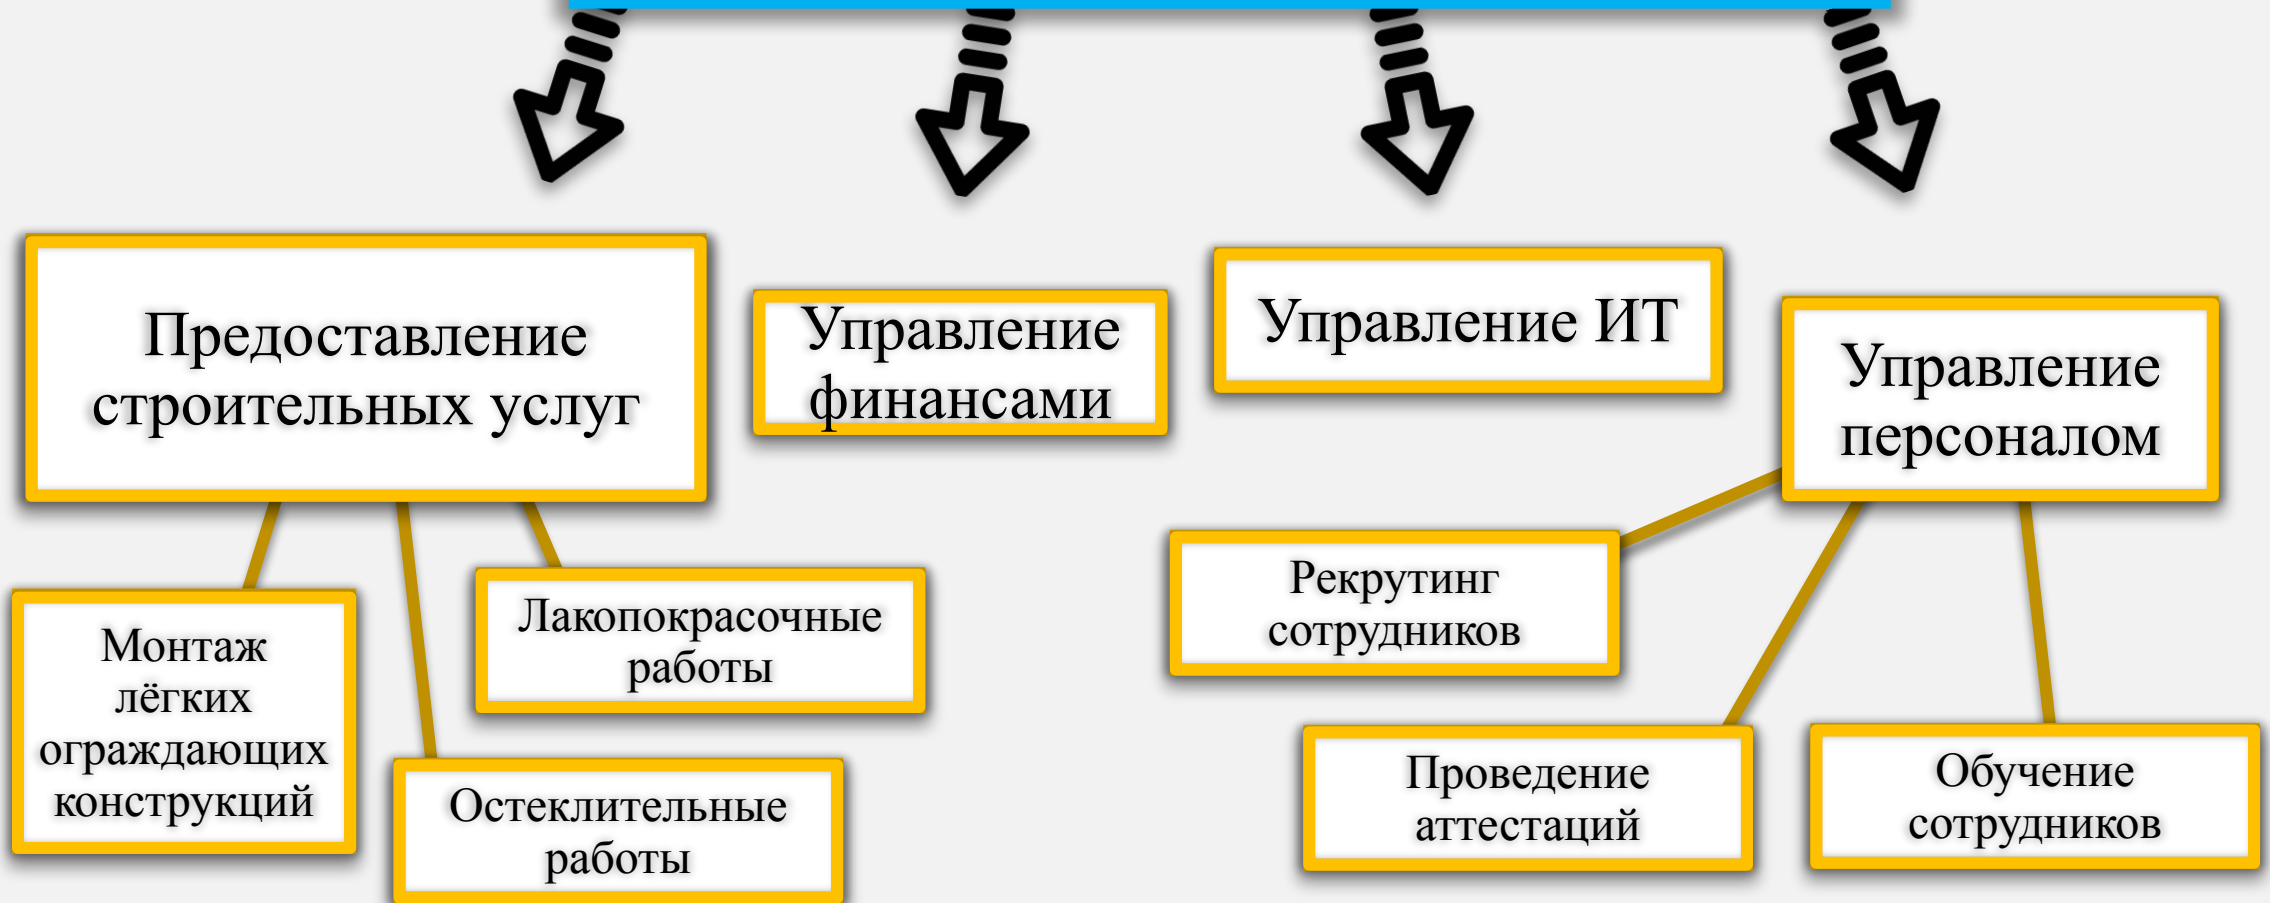 Предоставление
строительных услуг
Управление
финансами
Управление ИТ
Управление
персоналом
Монтаж
лёгких
ограждающих
конструкций
Лакопокрасочные
работы
Остеклительные
работы
Рекрутинг
сотрудников
Проведение
аттестаций
Обучение
сотрудников